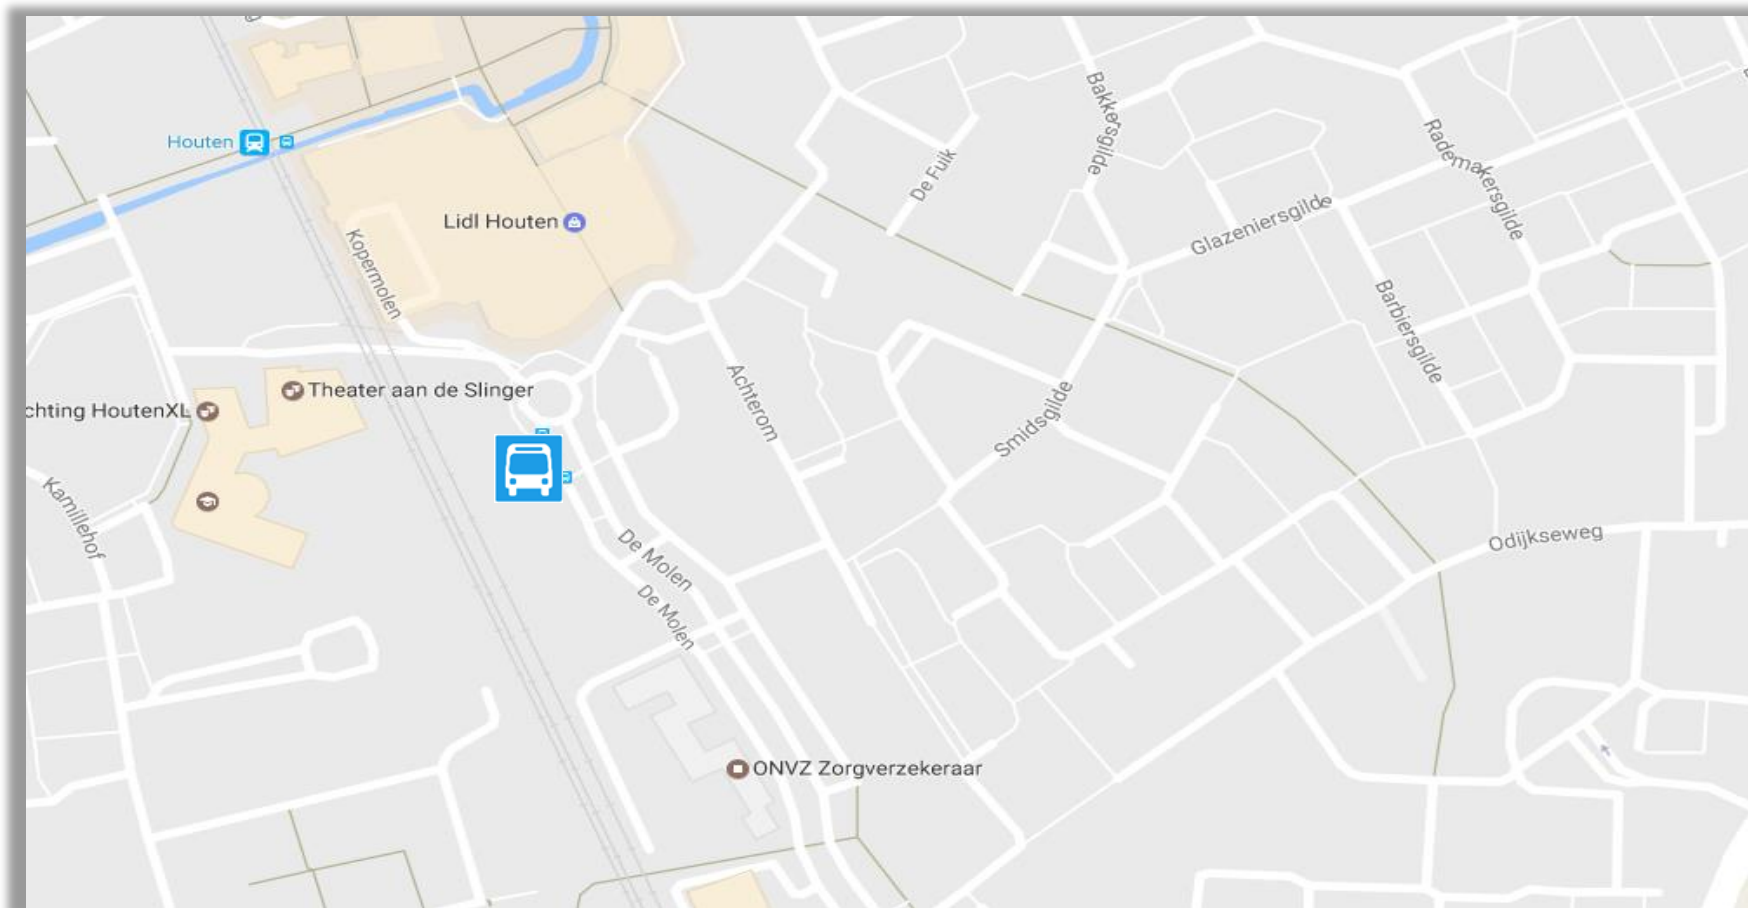 Houten
Lidl Houten
Kopermolen
Theater aan de Slinger
chting HoutenXL
Kamillehof
De Molen
De Molen
ONVZ Zorgverzekeraar
Achterom
De Fuik
Bakkersgilde
Glazeniersgilde
Rademakersgilde
Barbiersgilde
Smidsgilde
Odijkseweg